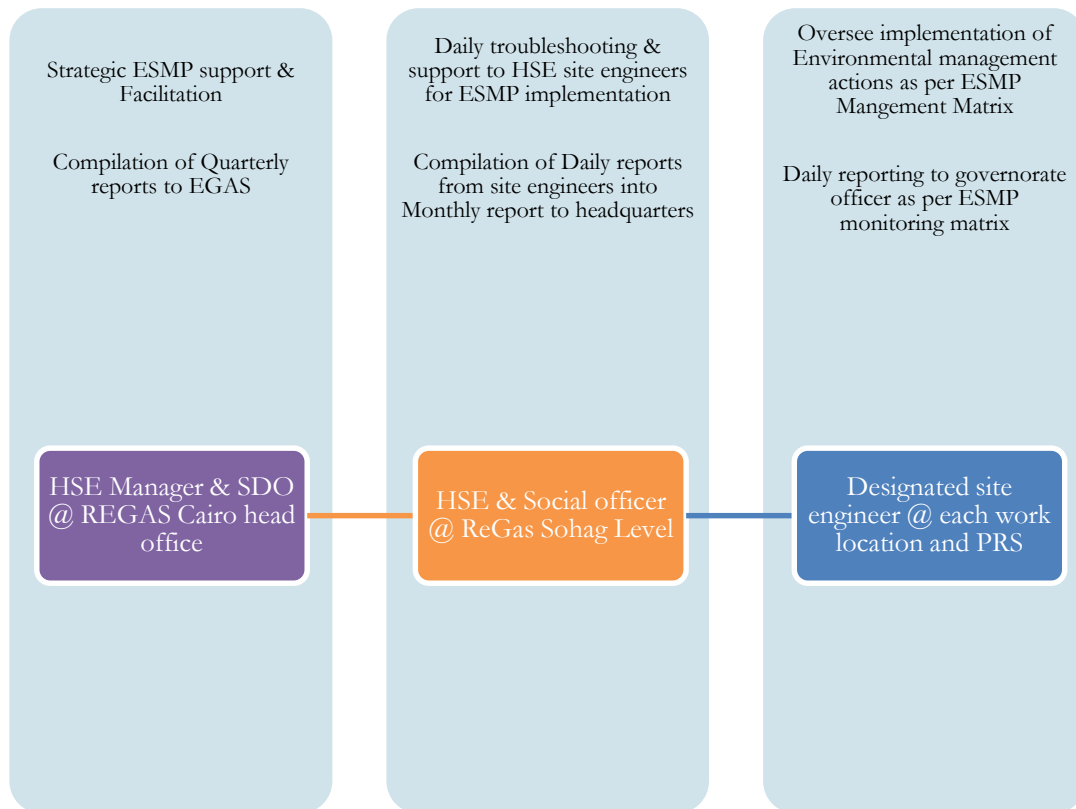 Strategic ESMP support &
Facilitation
Compilation of Quarterly
reports to EGAS
HSE Manager & SDO
@ REGAS Cairo head
office
Daily troubleshooting &
support to HSE site engineers
for ESMP implementation
Compilation of Daily reports
from site engineers into
Monthly report to headquarters
HSE & Social officer
@ ReGas Sohag Level
Oversee implementation of
Environmental management
actions as per ESMP
Mangement Matrix
Daily reporting to governorate
officer as per ESMP
monitoring matrix
Designated site
engineer @ each work
location and PRS